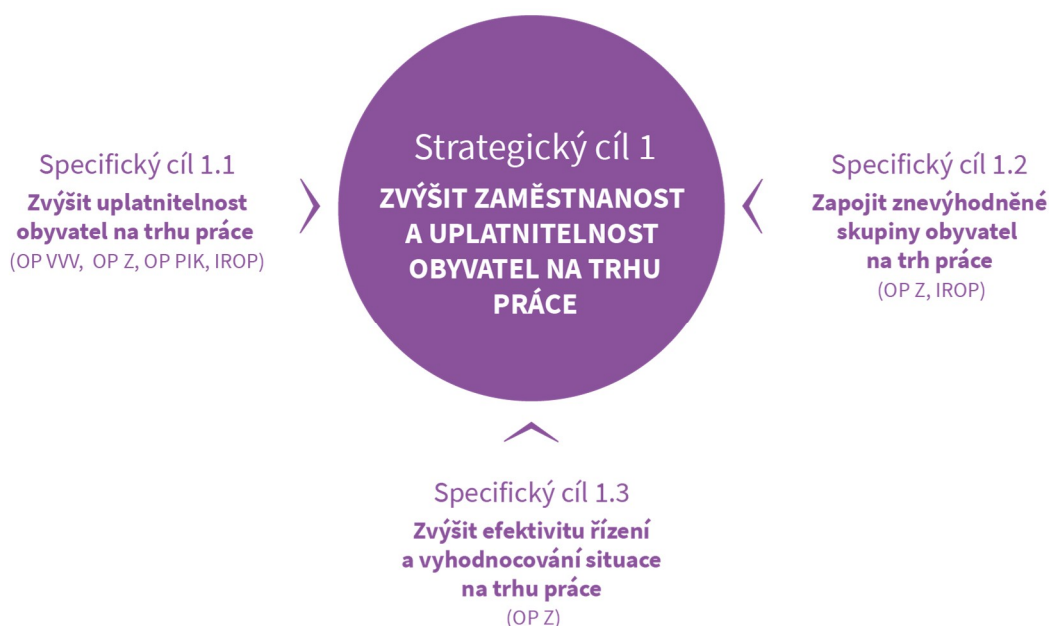 Strategický cíl 1
ZVÝŠIT ZAMĚSTNANOST
A UPLATNITELNOST
OBYVATEL NA TRHU
PRÁCE
Specifický cíl 1.1
Zvýšit uplatnitelnost
obyvatel na trhu práce
(OP VVV, OP Z, OP PIK, IROP)
Specifický cíl 1.2
Zapojit znevýhodněné
skupiny obyvatel
na trh práce
(OP Z, IROP)
Specifický cíl 1.3
Zvýšit efektivitu řízení
a vyhodnocování situace
na trhu práce
(OP Z)